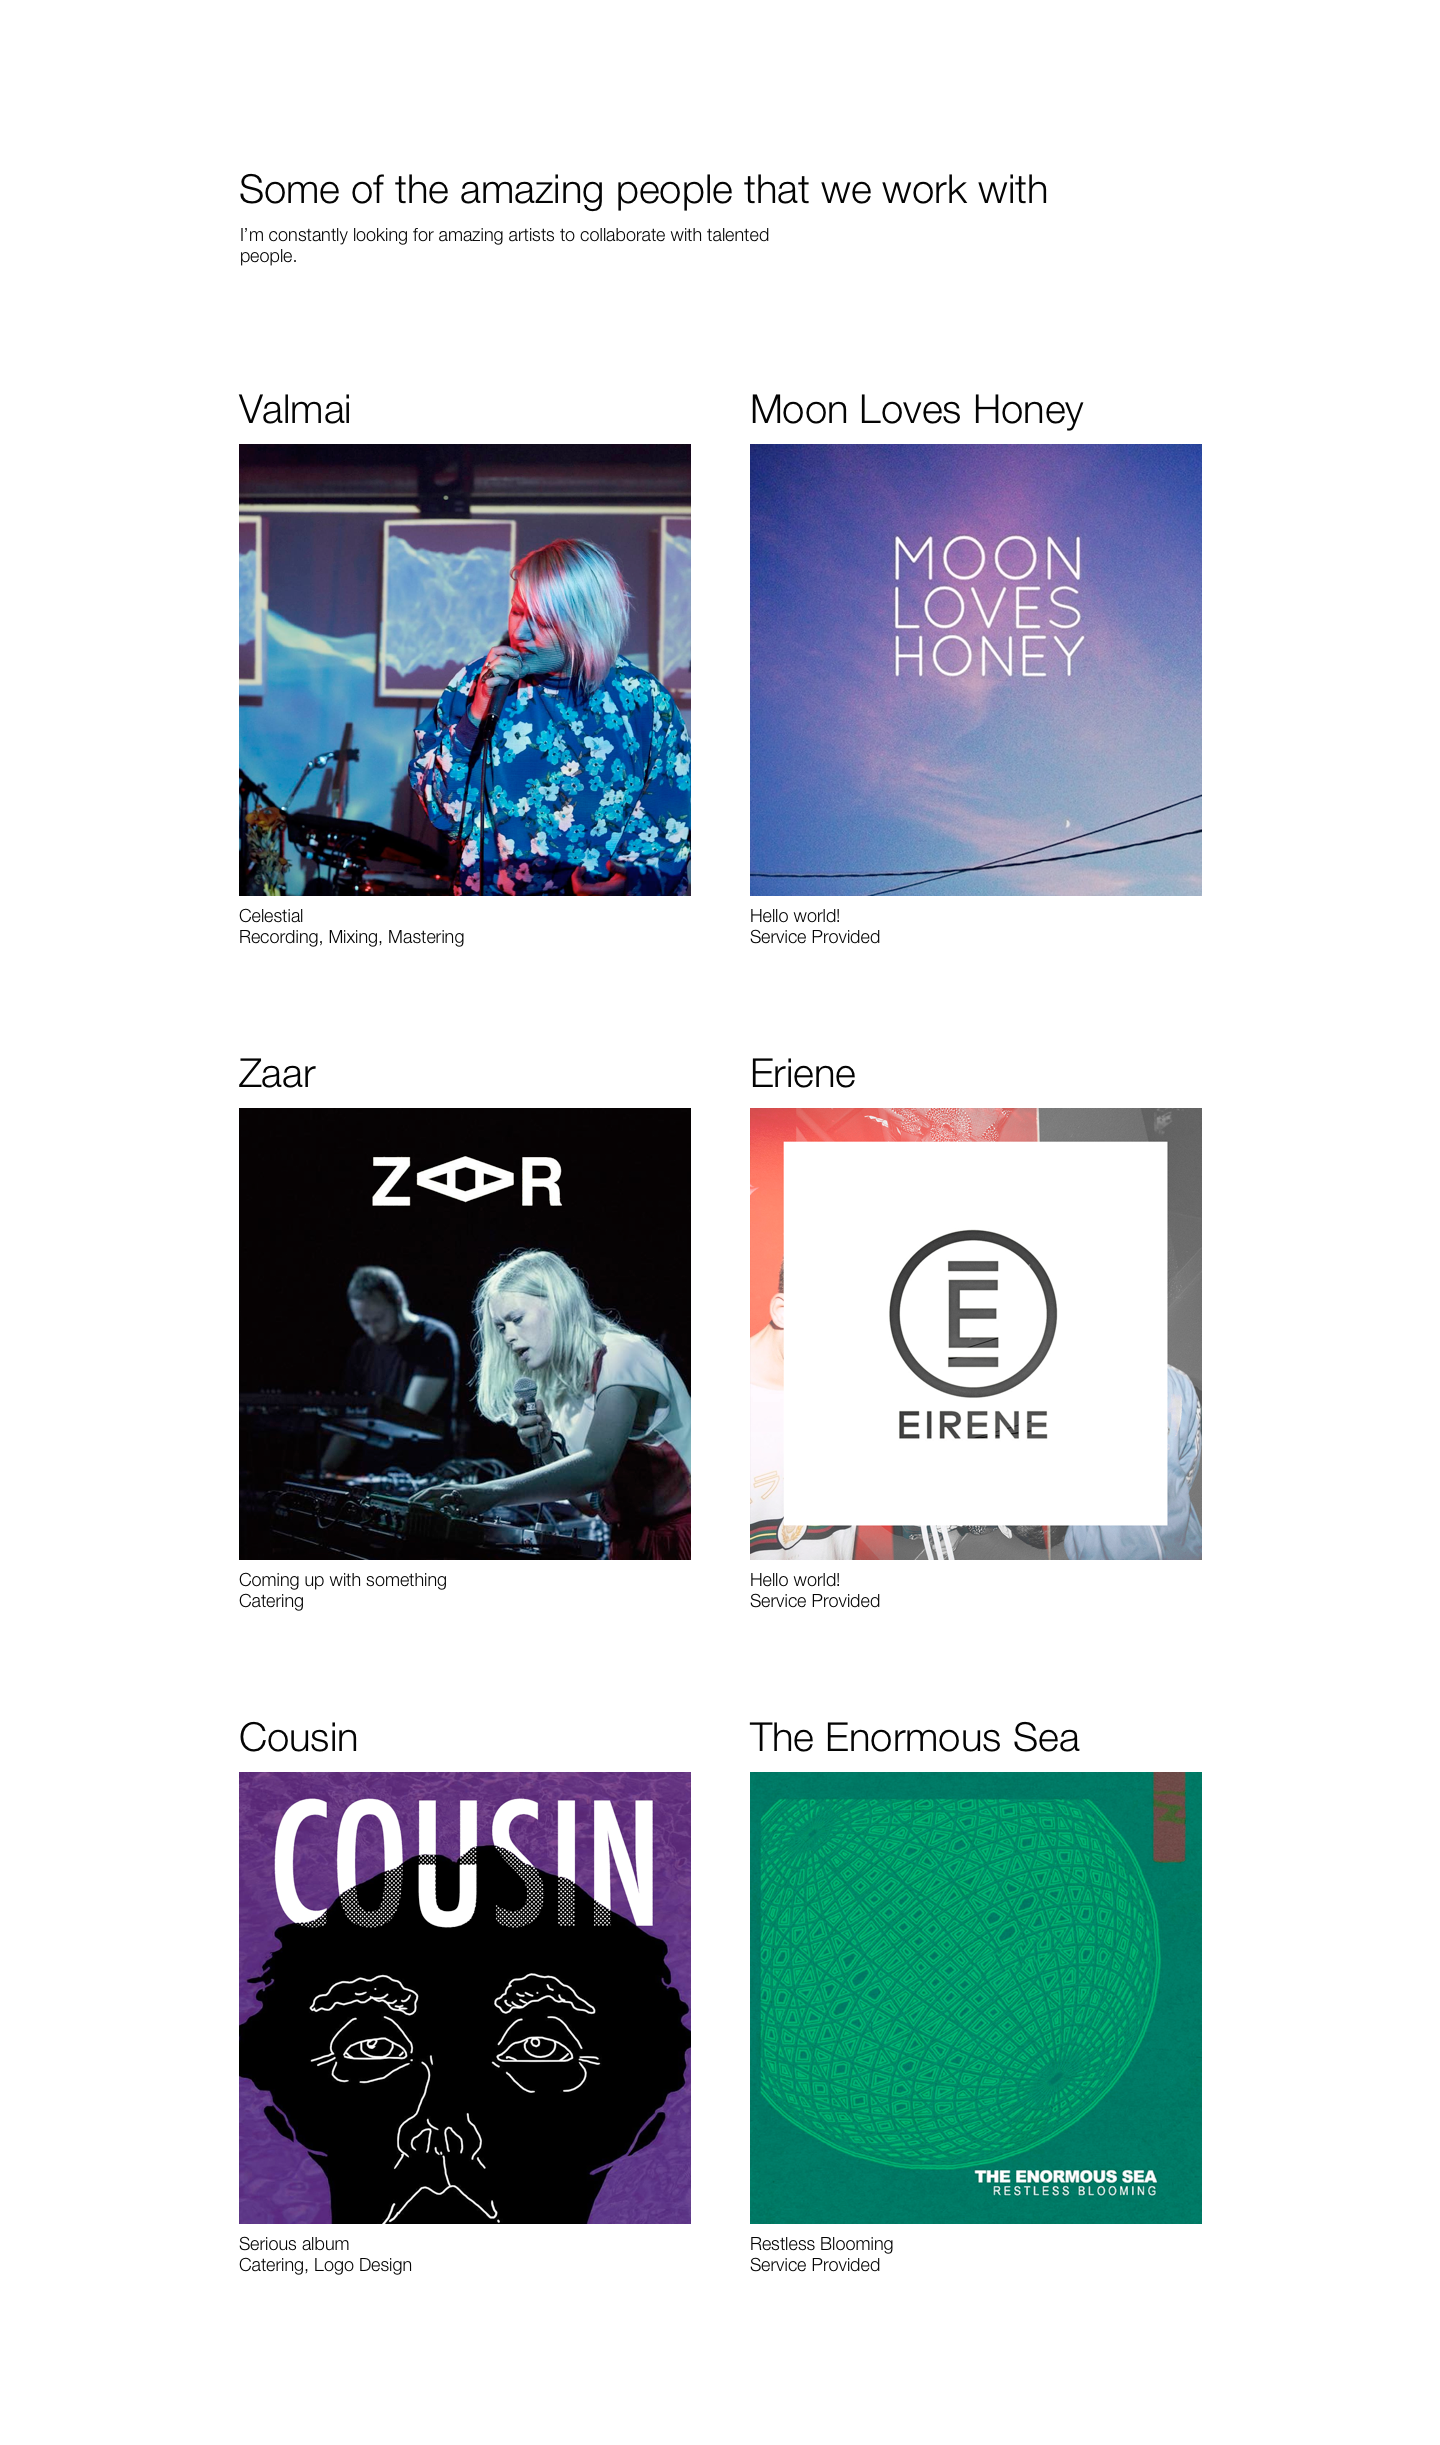 Some of the amazing people that we work with
I’m constantly looking for amazing artists to collaborate with talented
people.
Valmai
Celestial
Recording, Mixing, Mastering
Moon Loves Honey
MOON
LOVES
HONEY
Hello world!
Service Provided
Zaar
ZAAR
Coming up with something
Catering
Eriene
E
EIRENE
Hello world!
Service Provided
Cousin
COUSIN
Serious album
Catering, Logo Design
The Enormous Sea
THE ENORMOUS SEA
RESTLESS BLOOMING
Restless Blooming
Service Provided